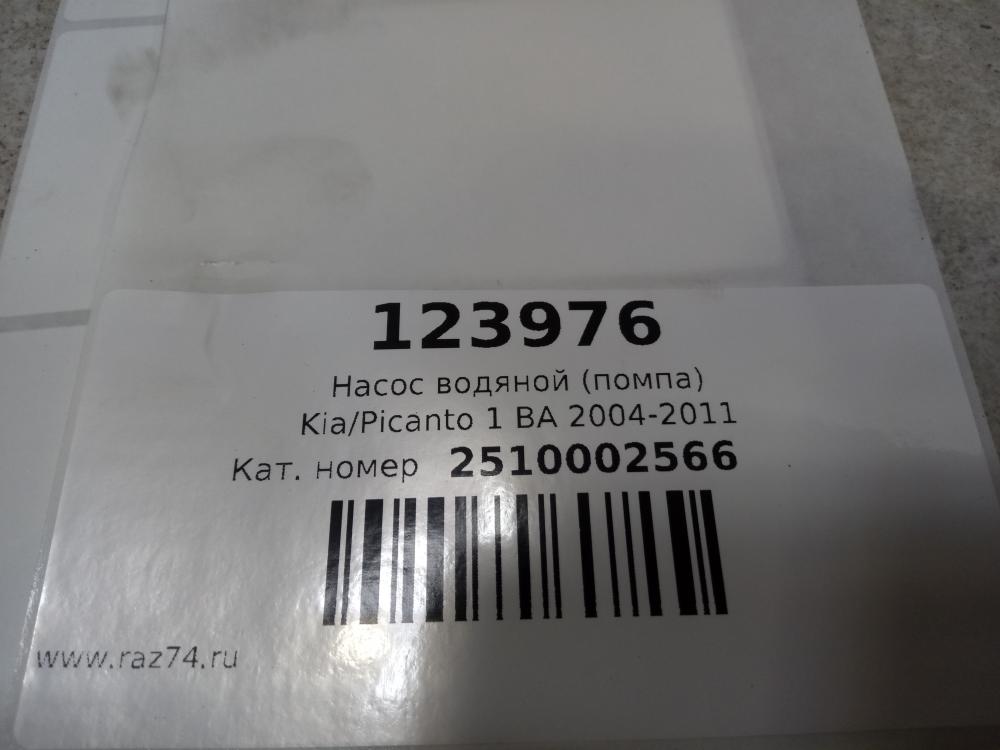 123976
Насос водяной (помпа)
Kia/Picanto 1 BA 2004-2011
Кат. номер 2510002566
www.raz74.ru